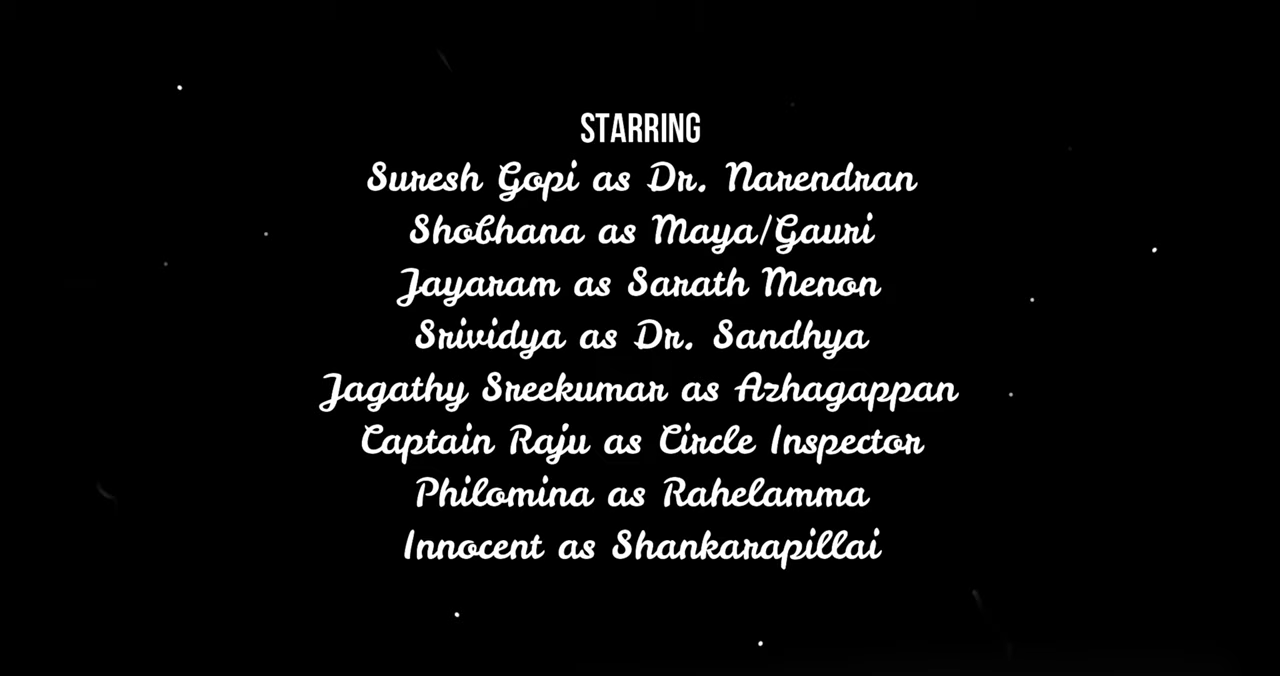 STARRING
Suresh Gopi as Dr. Narendran
Shobhana as Maya/Gauri
Jayaram as Sarath Menon
Srividya as Dr. Sandhya
Jagathy Sreekumar as Azhagappan
Captain Raju as Circle Inspector
Philomina as Rahelamma
Innocent as Shankarapillai